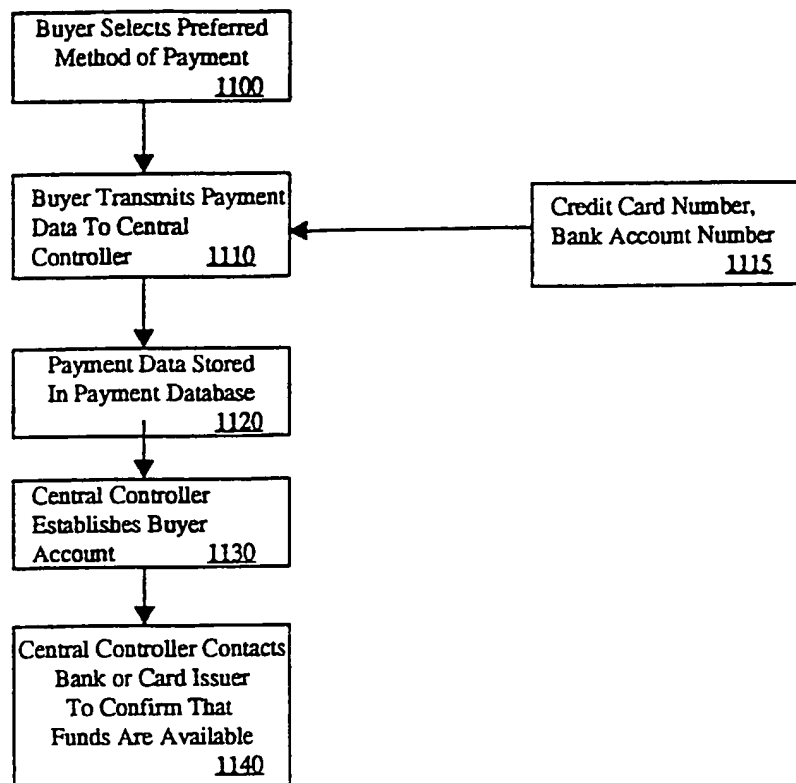 Buyer Selects Preferred
Method of Payment
1100
Buyer Transmits Payment
Data To Central
Controller 1110
Credit Card Number,
Bank Account Number
1115
Payment Data Stored
In Payment Database
1120
Central Controller
Establishes Buyer
Account 1130
Central Controller Contacts
Bank or Card Issuer
To Confirm That
Funds Are Available
1140